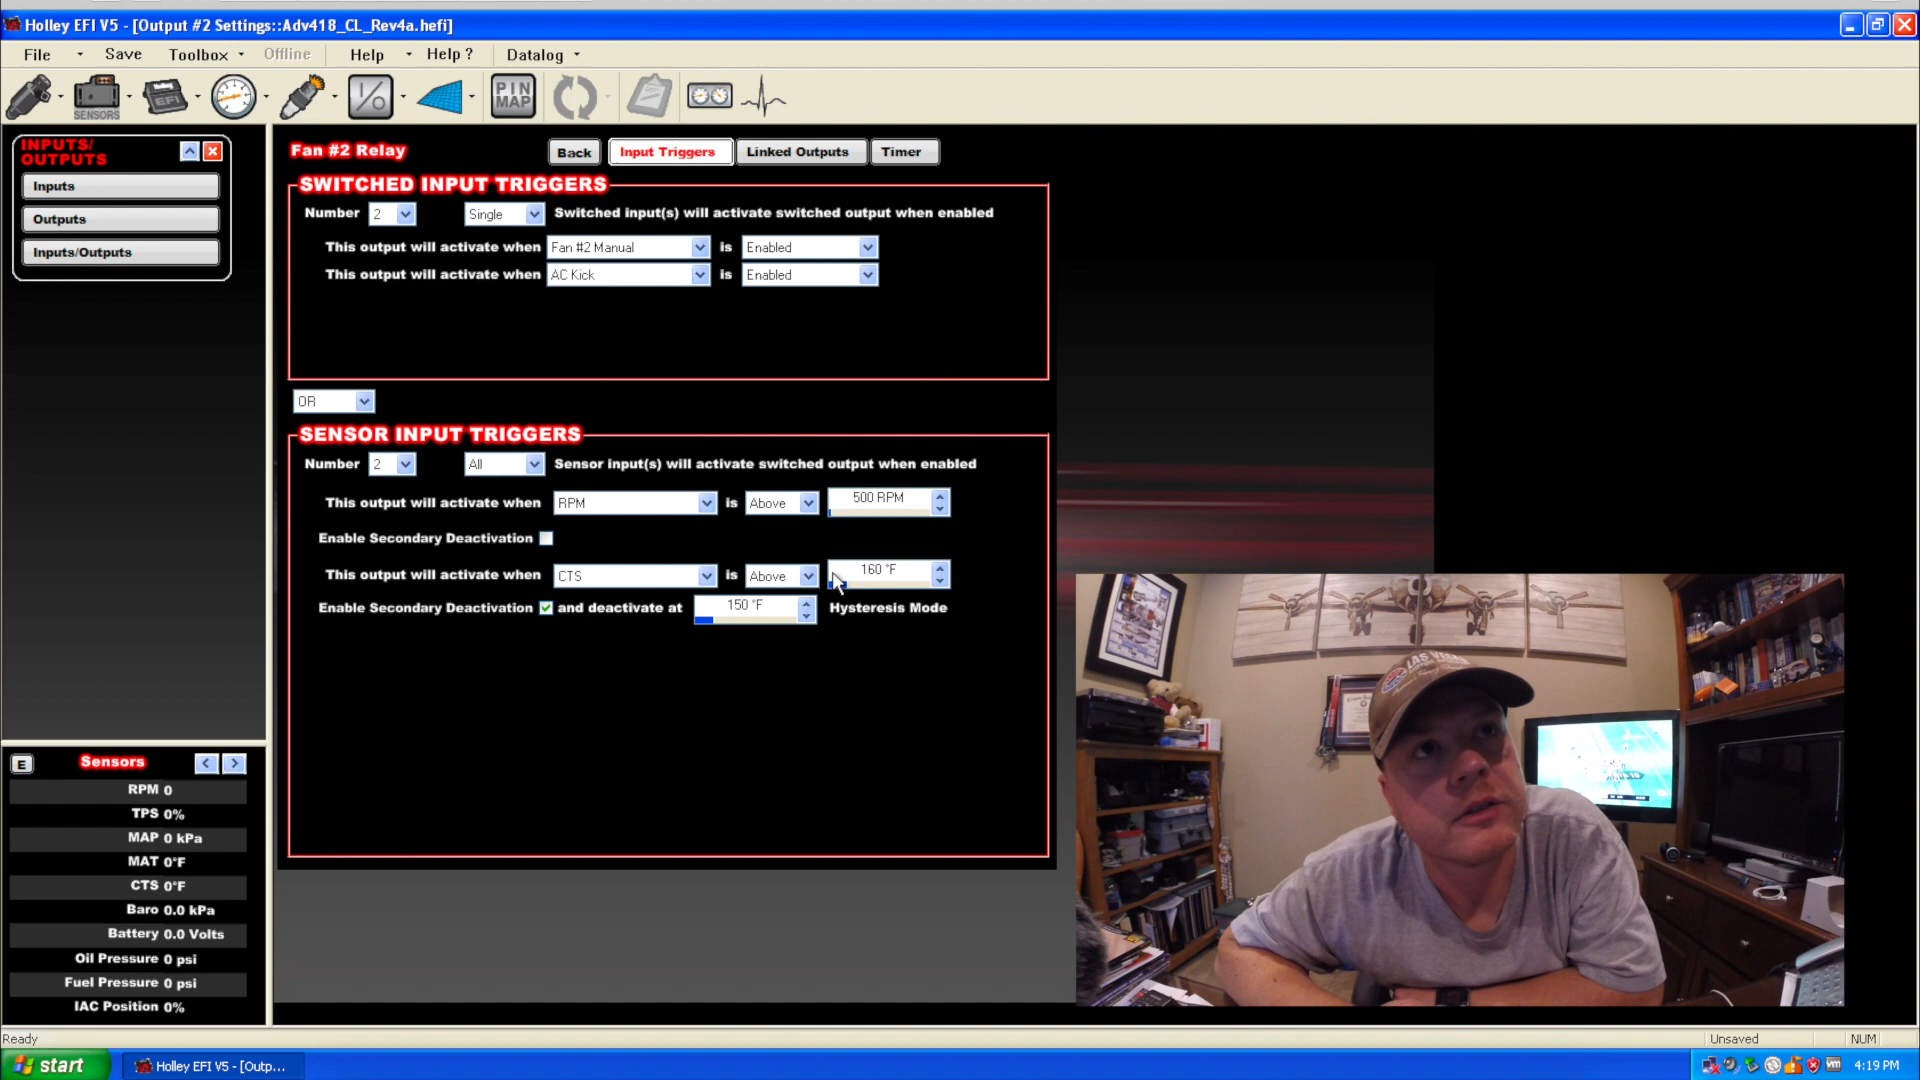 Holley EFI V5 - [Output #2 Settings::Adv418_CL_Rev4a.hefi]
File Save Toolbox Offline Help Help ? Datalog
SENSORS
Holley EFI
I/O
PIN MAP
INPUTS/
OUTPUTS
Inputs
Outputs
Inputs/Outputs
Fan #2 Relay Back Input Triggers Linked Outputs Timer
SWITCHED INPUT TRIGGERS
Number 2 Single Switched input(s) will activate switched output when enabled
This output will activate when Fan #2 Manual is Enabled
This output will activate when AC Kick is Enabled
OR
SENSOR INPUT TRIGGERS
Number 2 All Sensor input(s) will activate switched output when enabled
This output will activate when RPM is Above 500 RPM
Enable Secondary Deactivation
This output will activate when CTS is Above 160 °F
Enable Secondary Deactivation and deactivate at 150 °F Hysteresis Mode
E Sensors < >
RPM 0
TPS 0%
MAP 0 kPa
MAT 0°F
CTS 0°F
Baro 0.0 kPa
Battery 0.0 Volts
Oil Pressure 0 psi
Fuel Pressure 0 psi
IAC Position 0%
LAS VEGAS
Ready Unsaved NUM
start Holley EFI V5 - [Outp... 4:19 PM